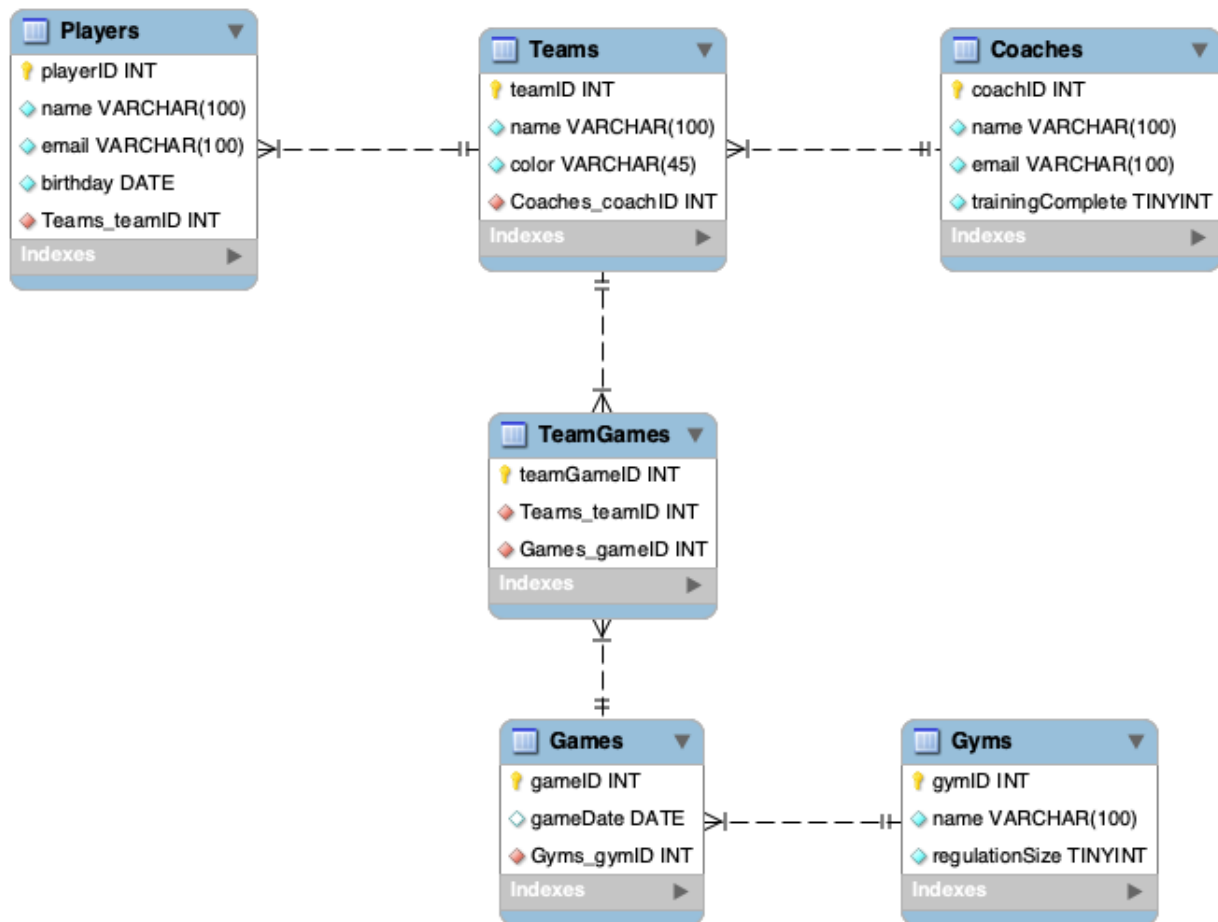 Players
playerID INT
name VARCHAR(100)
email VARCHAR(100)
birthday DATE
Teams_teamID INT
Indexes
Teams
teamID INT
name VARCHAR(100)
color VARCHAR(45)
Coaches_coachID INT
Indexes
Coaches
coachID INT
name VARCHAR(100)
email VARCHAR(100)
trainingComplete TINYINT
Indexes
TeamGames
teamGameID INT
Teams_teamID INT
Games_gameID INT
Indexes
Games
gameID INT
gameDate DATE
Gyms_gymID INT
Indexes
Gyms
gymID INT
name VARCHAR(100)
regulationSize TINYINT
Indexes